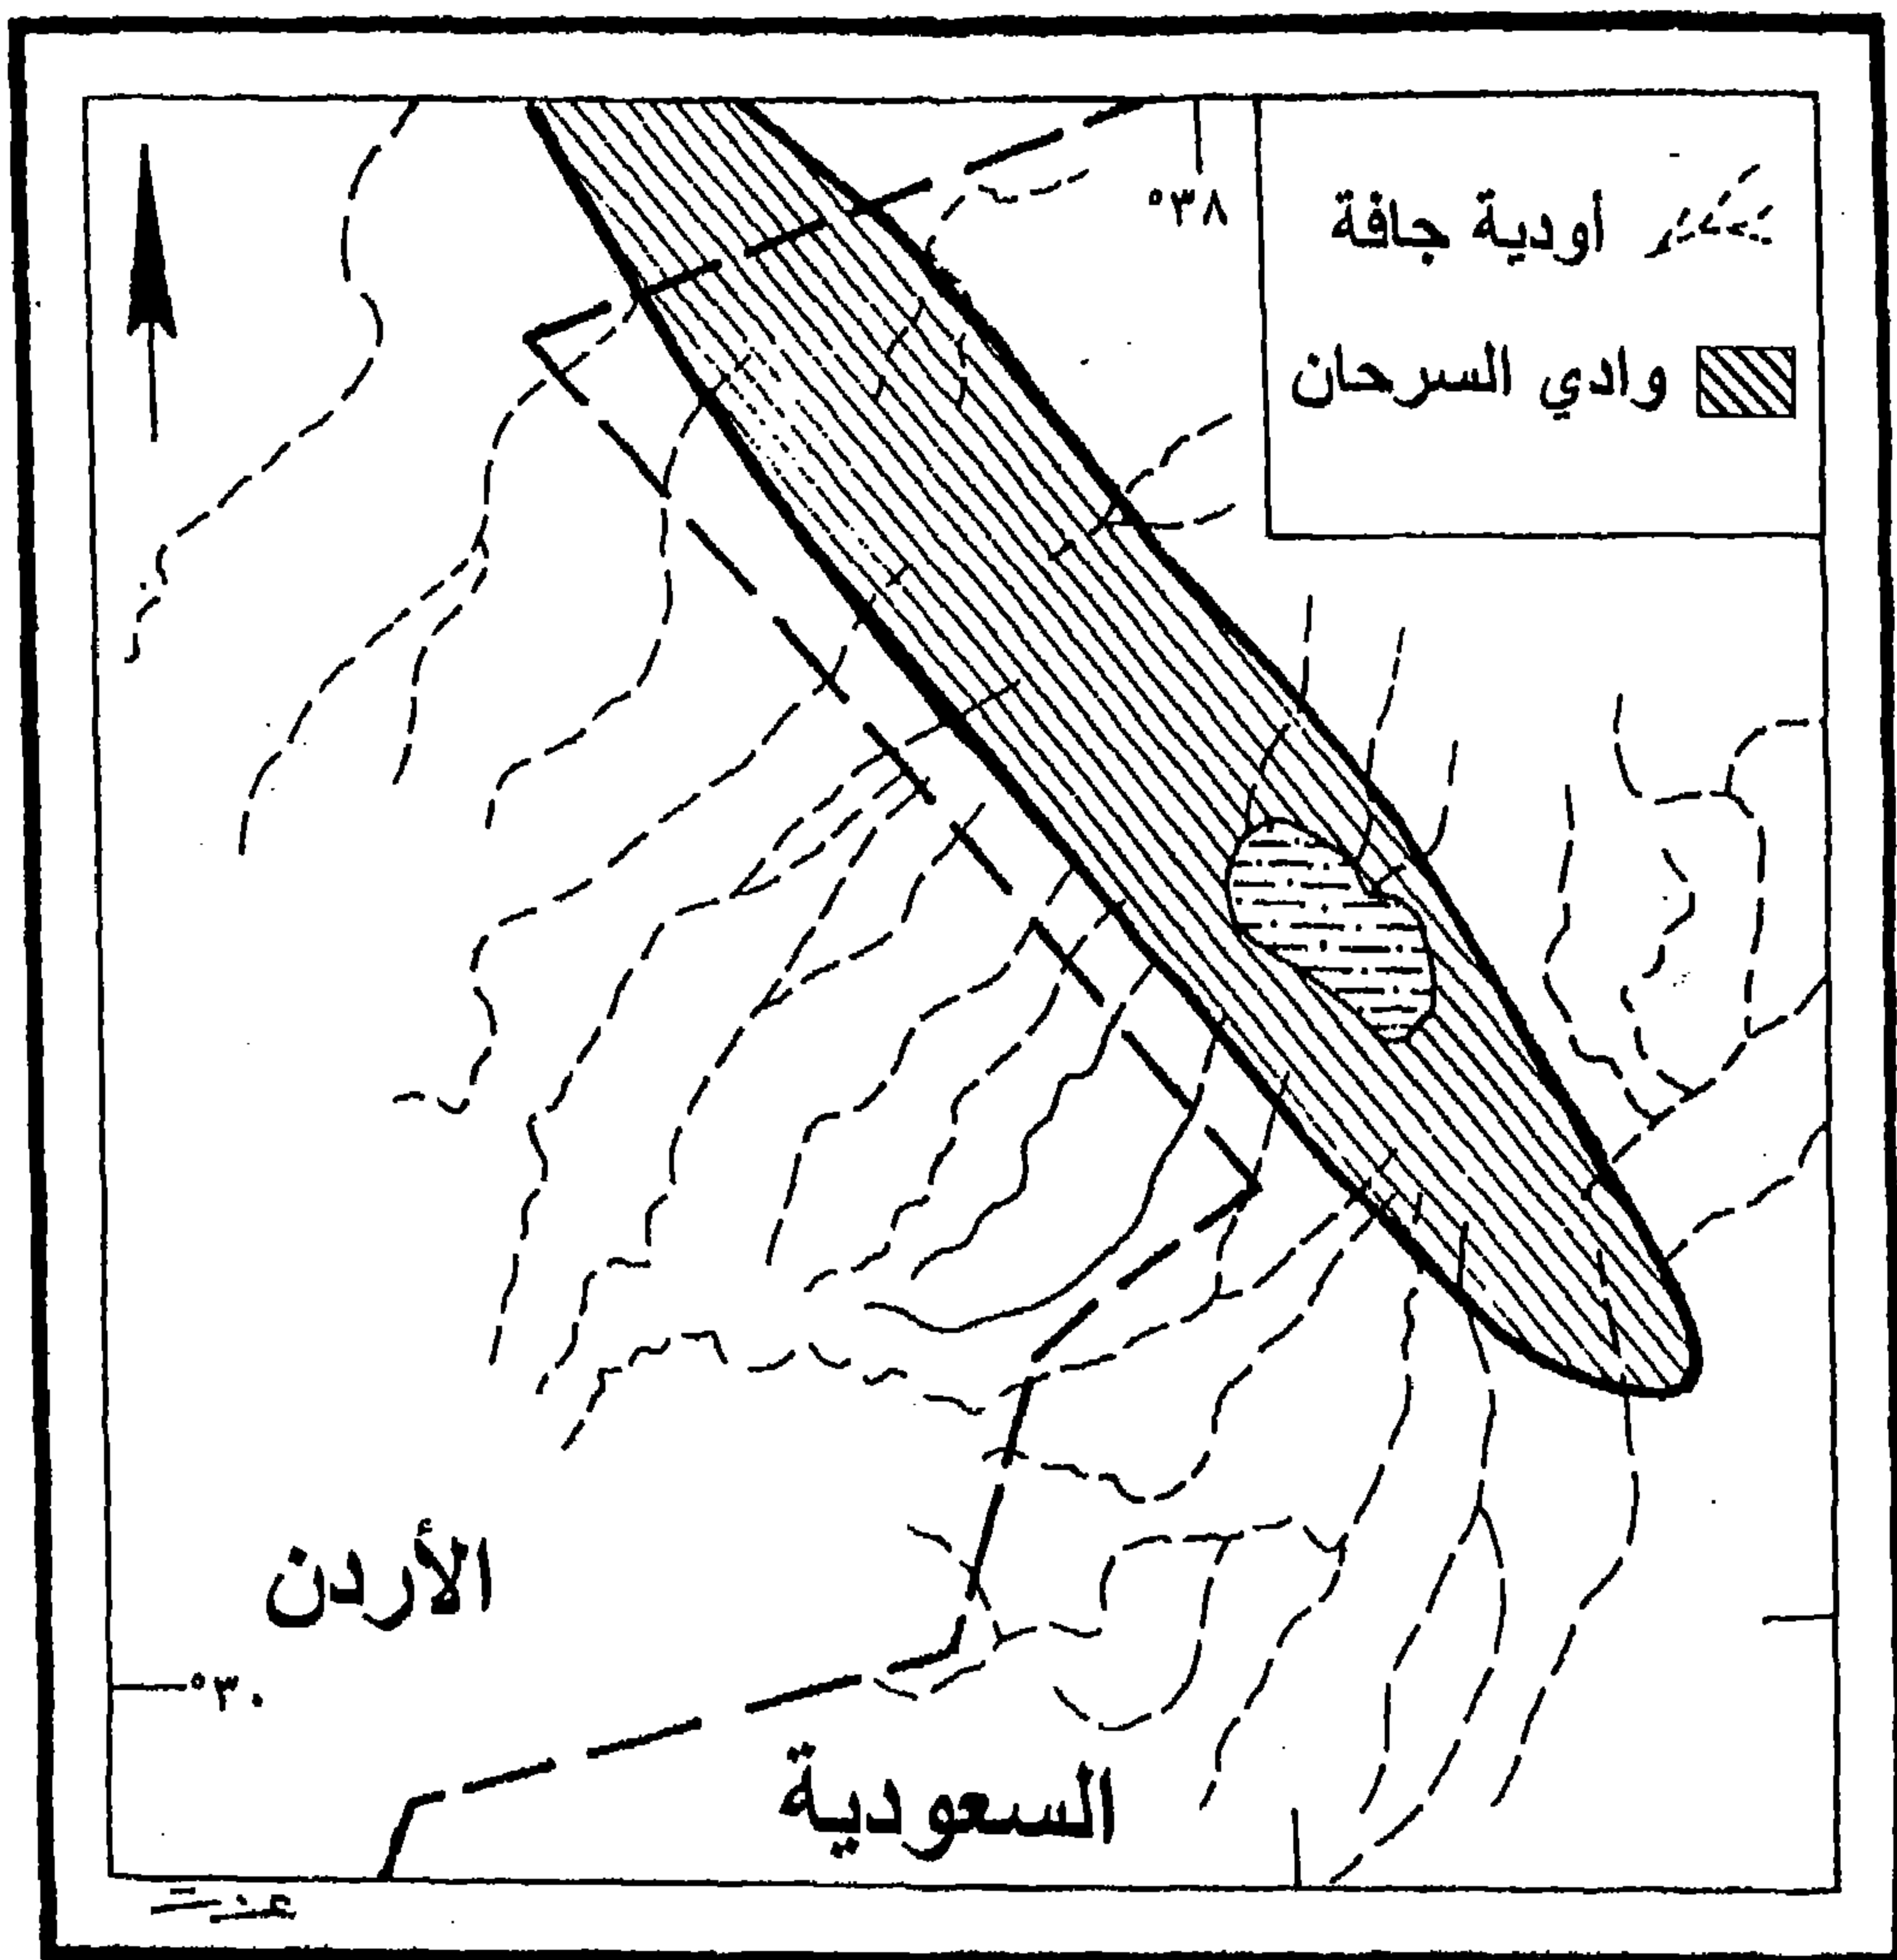 °٣٨
أودية جافة
وادي السرحان
الأردن
°٣٠
السعودية